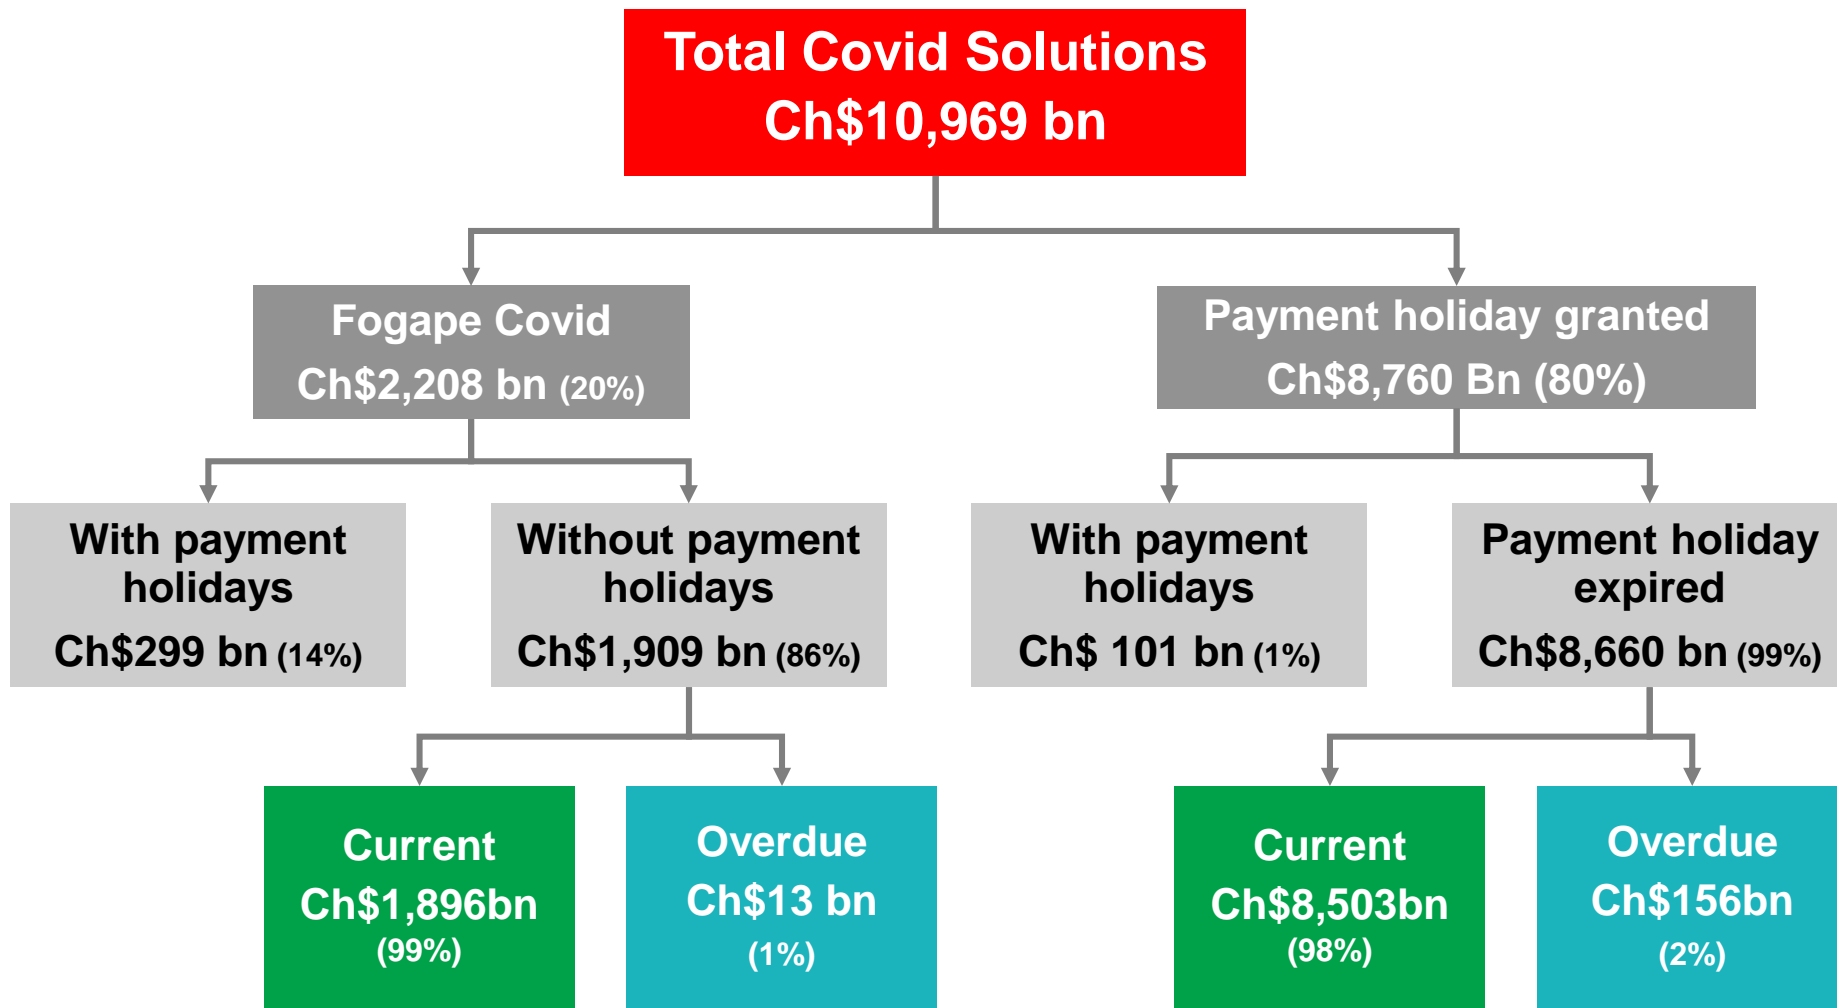 Total Covid Solutions
Ch$10,969 bn
Fogape Covid
Ch$2,208 bn (20%)
Payment holiday granted
Ch$8,760 Bn (80%)
With payment
holidays
Ch$299 bn (14%)
Without payment
holidays
Ch$1,909 bn (86%)
With payment
holidays
Ch$ 101 bn (1%)
Payment holiday
expired
Ch$8,660 bn (99%)
Current
Ch$1,896bn
(99%)
Overdue
Ch$13 bn
(1%)
Current
Ch$8,503bn
(98%)
Overdue
Ch$156bn
(2%)